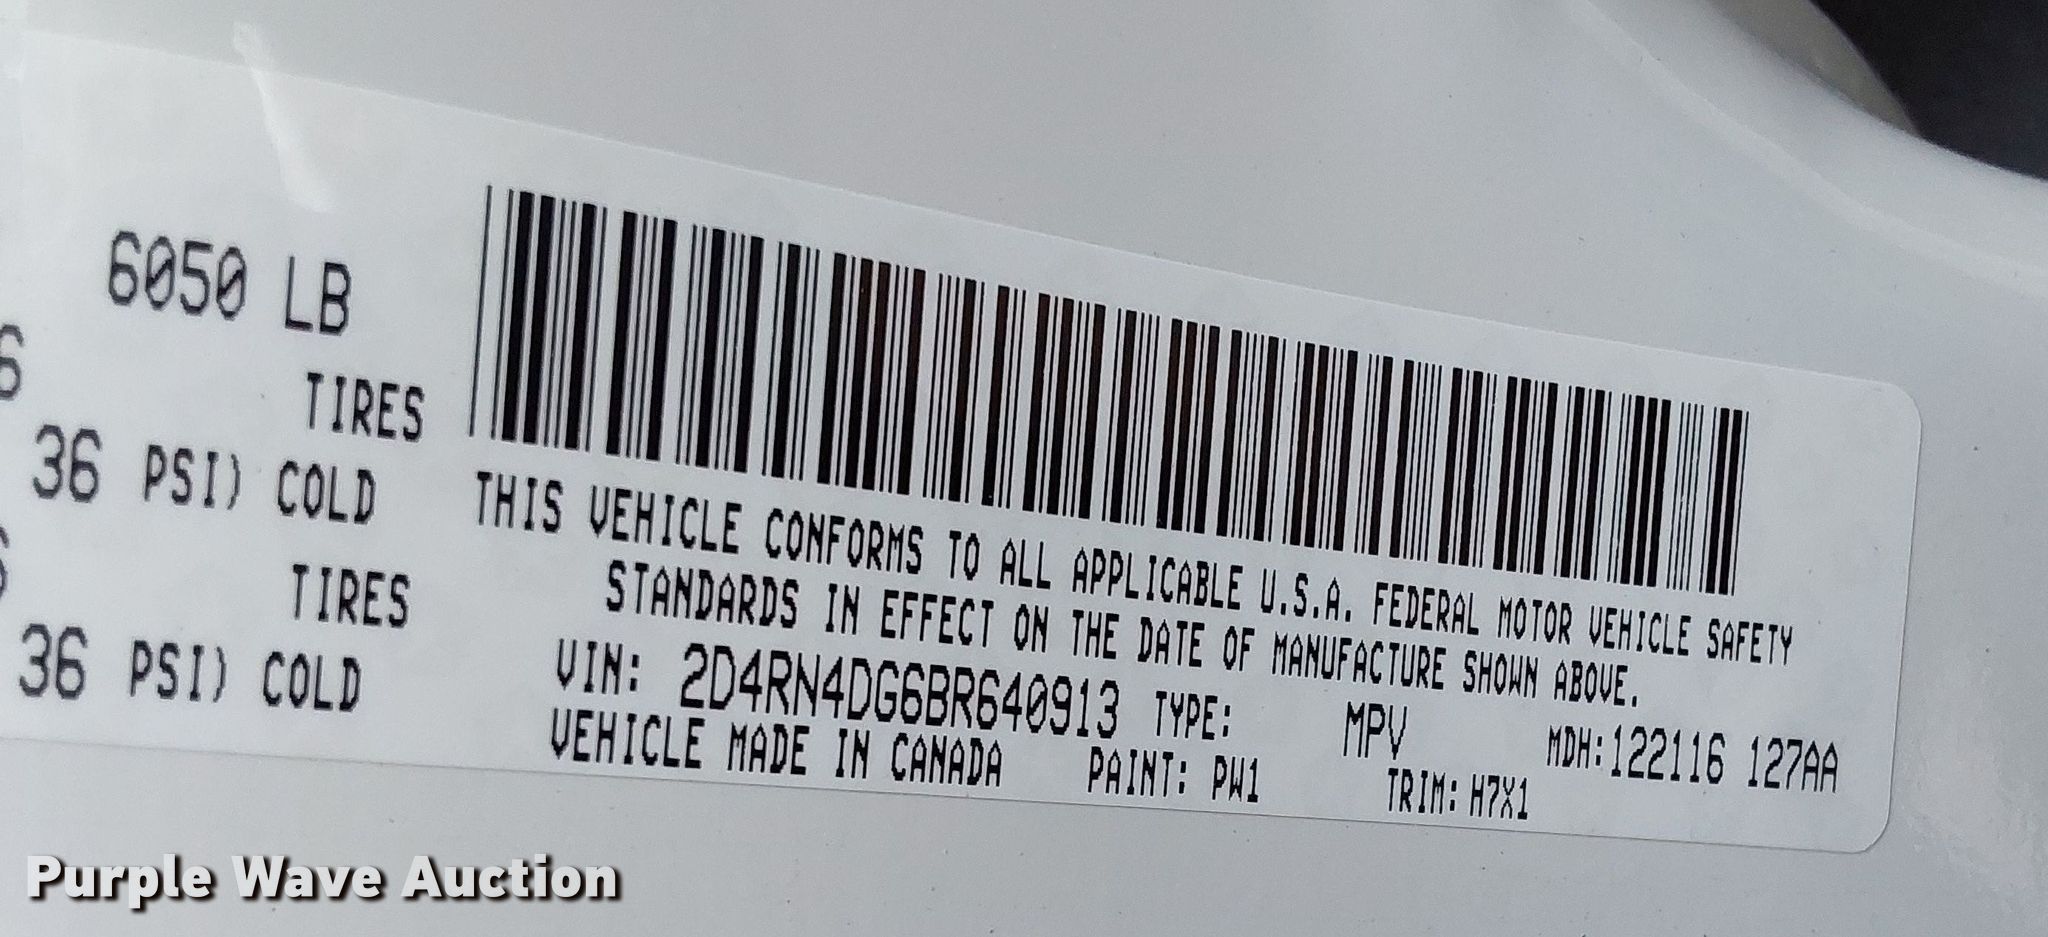 6050 LB
6
TIRES
36 PSI) COLD
TIRES
36 PSI) COLD
THIS VEHICLE CONFORMS TO ALL APPLICABLE U.S.A. FEDERAL MOTOR VEHICLE SAFETY
STANDARDS IN EFFECT ON THE DATE OF MANUFACTURE SHOWN ABOVE.
VIN: 2D4RN4DG6BR640913 TYPE: MPV MDH:122116 127AA
VEHICLE MADE IN CANADA PAINT: PW1 TRIM: H7X1
Purple Wave Auction